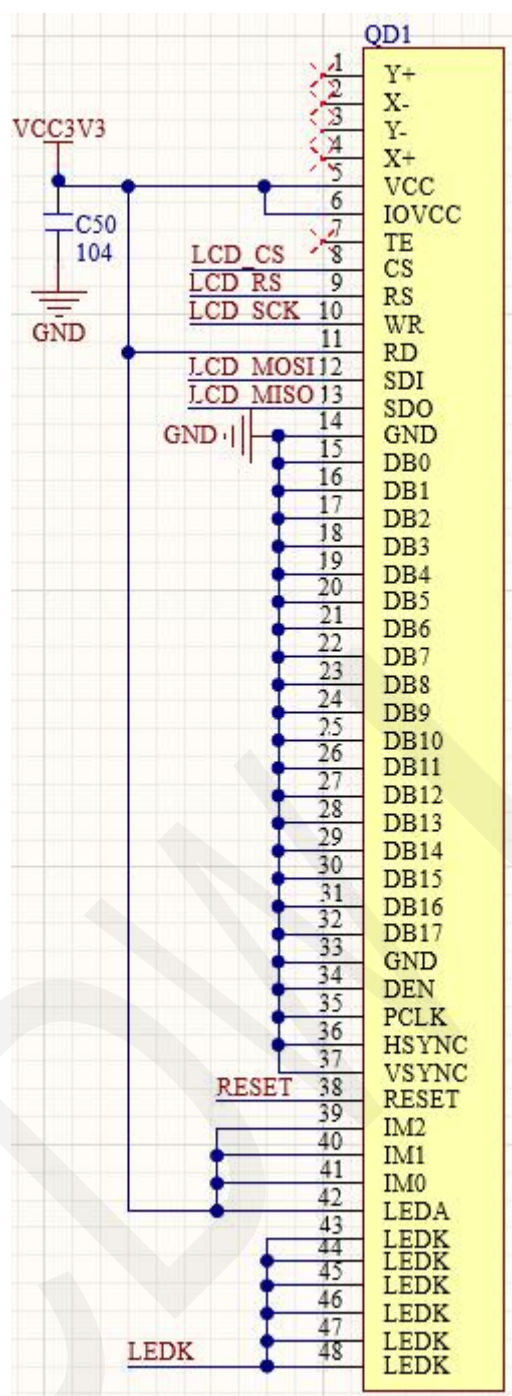 QD1
1 Y+
2 X-
3 Y-
VCC3V3
4 X+
5 VCC
6 IOVCC
C50
104
7 TE
LCD_CS 8 CS
LCD_RS 9 RS
LCD_SCK 10 WR
GND
11 RD
LCD_MOSI 12 SDI
LCD_MISO 13 SDO
GND 14 GND
15 DB0
16 DB1
17 DB2
18 DB3
19 DB4
20 DB5
21 DB6
22 DB7
23 DB8
24 DB9
25 DB10
26 DB11
27 DB12
28 DB13
29 DB14
30 DB15
31 DB16
32 DB17
33 GND
34 DEN
35 PCLK
36 HSYNC
37 VSYNC
RESET 38 RESET
39 IM2
40 IM1
41 IM0
42 LEDA
43 LEDK
44 LEDK
45 LEDK
46 LEDK
47 LEDK
LEDK 48 LEDK